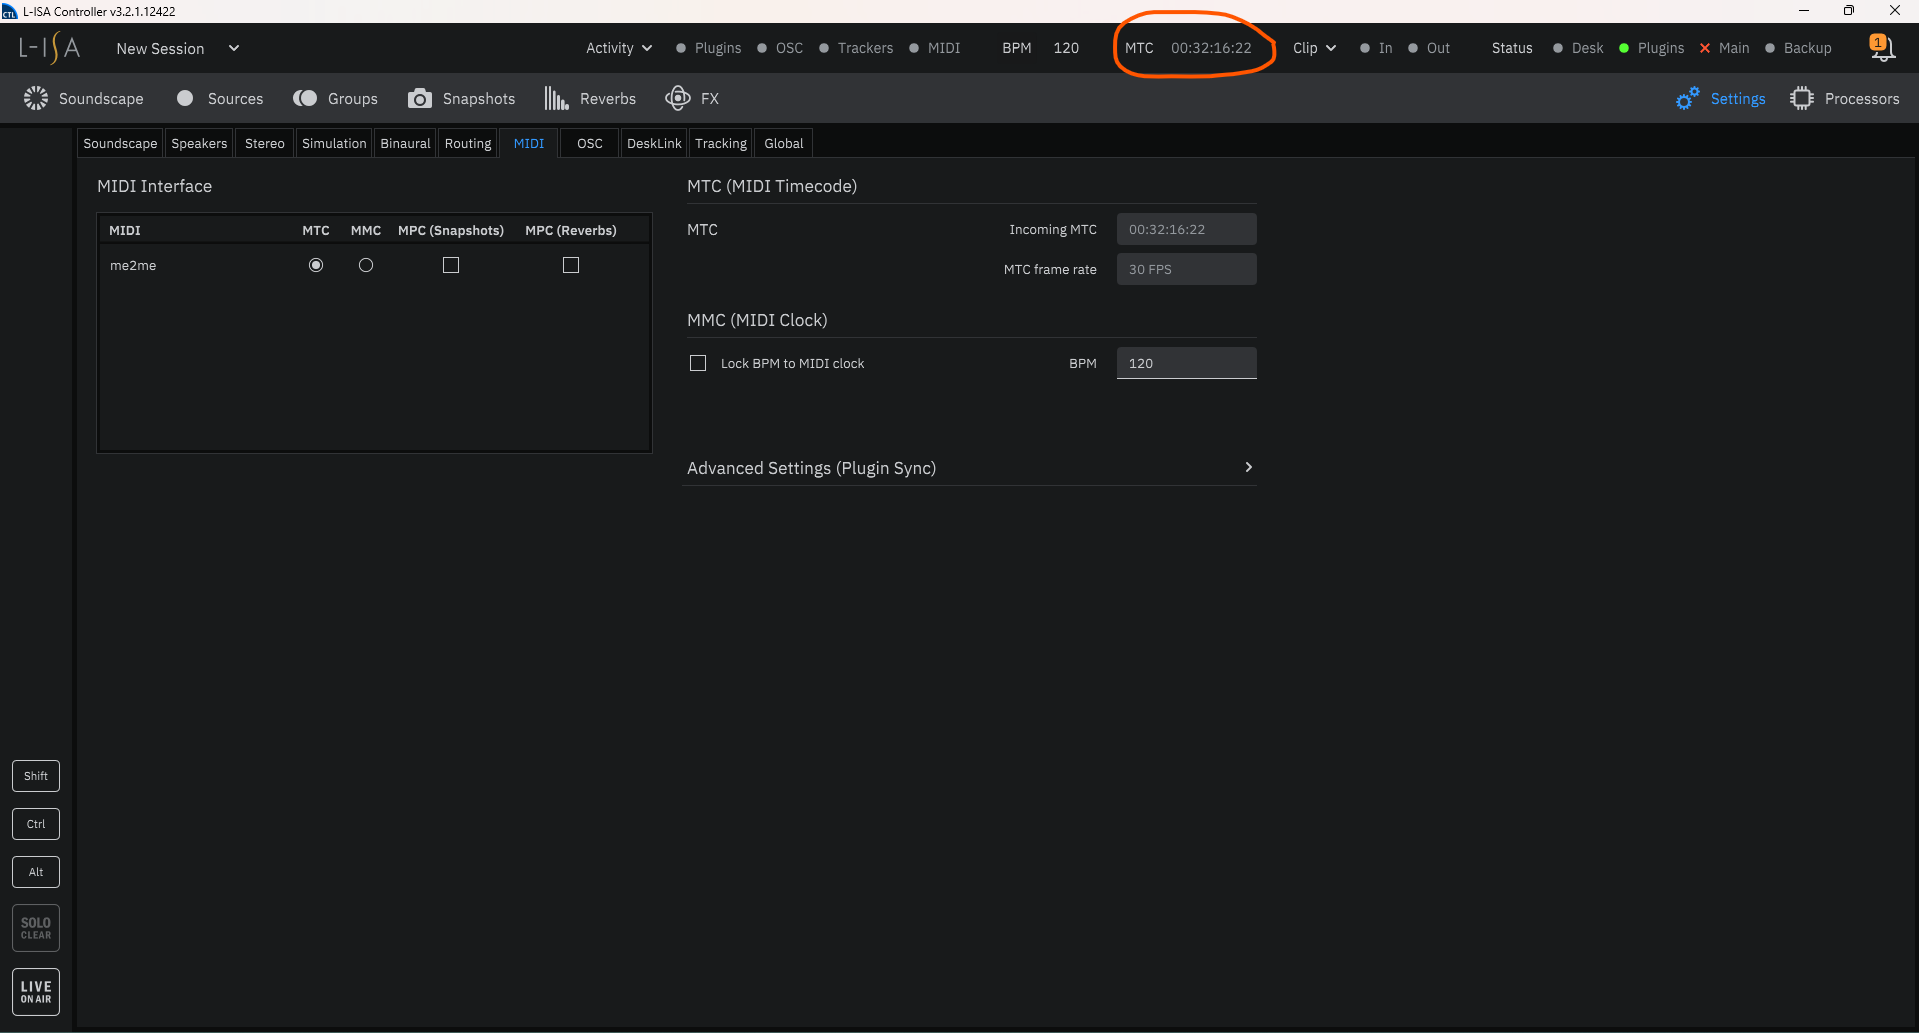 CTL L-ISA Controller v3.2.1.12422
L-ISA New Session Activity Plugins OSC Trackers MIDI BPM 120 MTC 00:32:16:22 Clip In Out Status Desk Plugins Main Backup 1
Soundscape Sources Groups Snapshots Reverbs FX Settings Processors
Soundscape Speakers Stereo Simulation Binaural Routing MIDI OSC DeskLink Tracking Global
MIDI Interface
MIDI MTC MMC MPC (Snapshots) MPC (Reverbs)
me2me
MTC (MIDI Timecode)
MTC Incoming MTC 00:32:16:22
MTC frame rate 30 FPS
MMC (MIDI Clock)
Lock BPM to MIDI clock BPM 120
Advanced Settings (Plugin Sync)
Shift
Ctrl
Alt
SOLO
CLEAR
LIVE
ON AIR